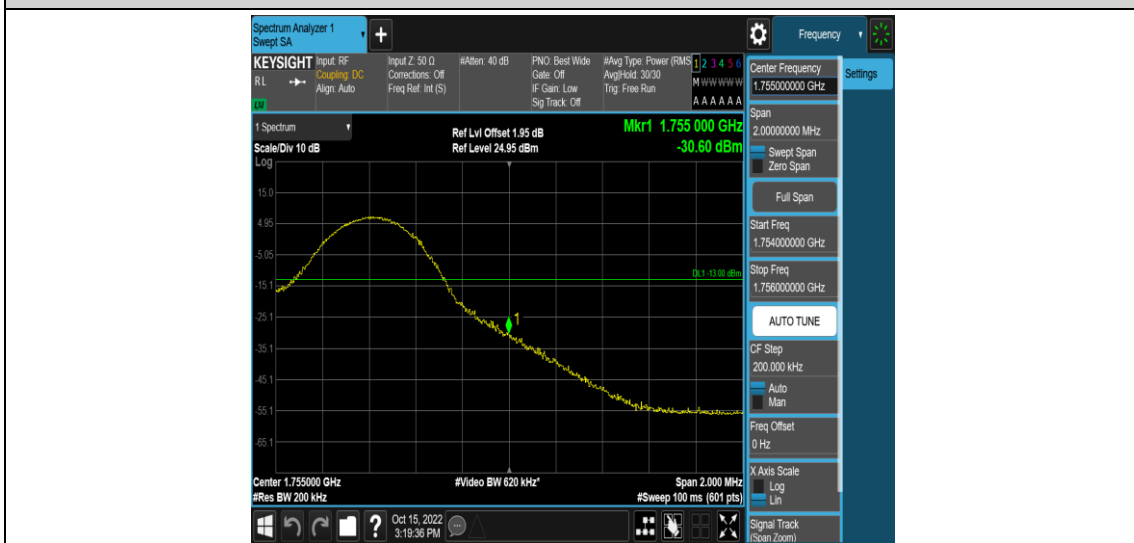 Spectrum Analyzer 1
Swept SA
+
Frequency
KEYSIGHT
RL
LXI
Input: RF
Coupling: DC
Align: Auto
Input Z: 50 Ω
Corrections: Off
Freq Ref: Int (S)
#Atten: 40 dB
PNO: Best Wide
Gate: Off
IF Gain: Low
Sig Track: Off
#Avg Type: Power (RMS
Avg|Hold: 30/30
Trig: Free Run
1 2 3 4 5 6
M W W W W W
A A A A A A
1 Spectrum
Scale/Div 10 dB
Log
Ref Lvl Offset 1.95 dB
Ref Level 24.95 dBm
Mkr1 1.755 000 GHz
-30.60 dBm
15.0
4.95
-5.05
-15.1
-25.1
-35.1
-45.1
-55.1
-65.1
DL1 -13.00 dBm
1
Center 1.755000 GHz
#Res BW 200 kHz
#Video BW 620 kHz*
Span 2.000 MHz
#Sweep 100 ms (601 pts)
?
Oct 15, 2022
3:19:36 PM
Center Frequency
1.755000000 GHz
Settings
Span
2.00000000 MHz
Swept Span
Zero Span
Full Span
Start Freq
1.754000000 GHz
Stop Freq
1.756000000 GHz
AUTO TUNE
CF Step
200.000 kHz
Auto
Man
Freq Offset
0 Hz
X Axis Scale
Log
Lin
Signal Track
(Span Zoom)